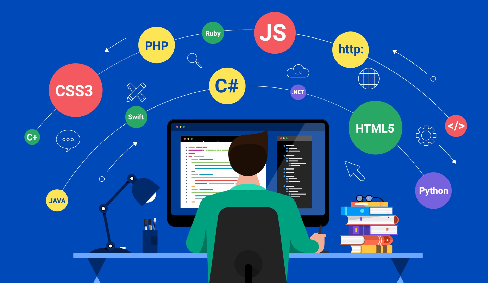 PHP
Ruby
JS
http:
CSS3
C#
.NET
C+
Swift
HTML5
</>
JAVA
Python